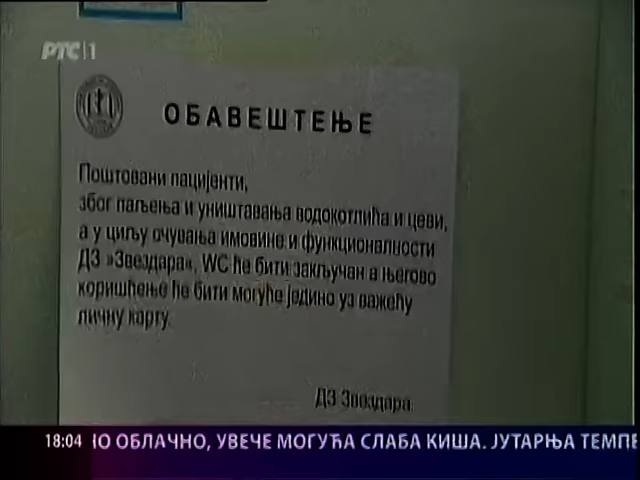 РТС 1
ОБАВЕШТЕЊЕ
Поштовани пацијенти,
због паљења и уништавања водокотлића и цеви,
а у циљу очувања имовине и функционалности
ДЗ »Звездара«, WC ће бити закључан а његово
коришћење ће бити могуће једино уз важећу
личну карту.
ДЗ Звездара
18:04 НО ОБЛАЧНО, УВЕЧЕ МОГУЋА СЛАБА КИША. ЈУТАРЊА ТЕМПЕ